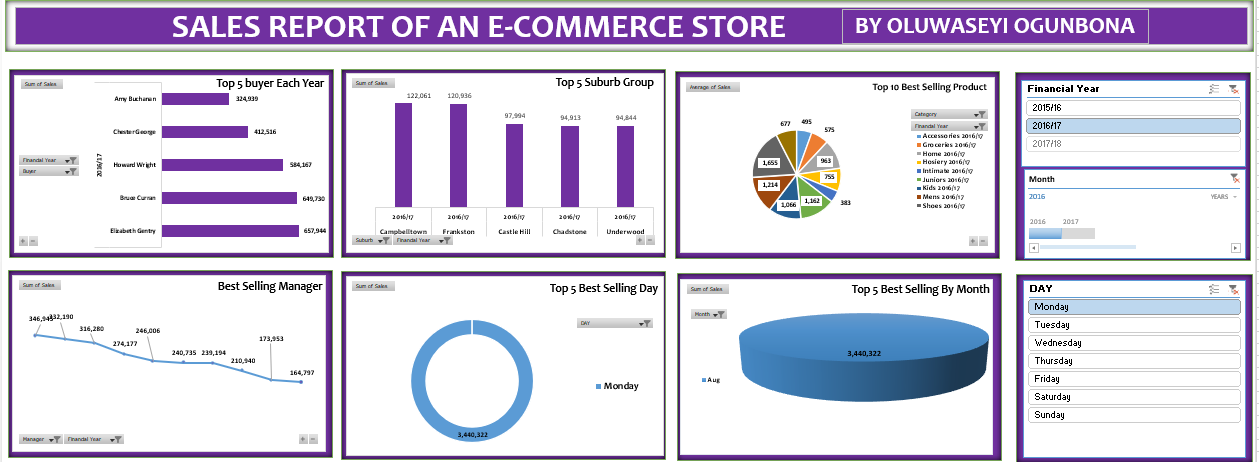 SALES REPORT OF AN E-COMMERCE STORE
BY OLUWASEYI OGUNBONA
Sum of Sales
Top 5 buyer Each Year
Amy Buchanan
324,939
Chester George
412,516
Howard Wright
584,167
Bruce Curran
649,730
Elizabeth Gentry
657,944
2016/17
Financial Year
Buyer
Sum of Sales
Top 5 Suburb Group
122,061
120,936
97,994
94,913
94,844
2016/17
2016/17
2016/17
2016/17
2016/17
Campbelltown
Frankston
Castle Hill
Chadstone
Underwood
Suburb
Financial Year
Average of Sales
Top 10 Best Selling Product
677
495
575
963
755
383
1,162
1,066
1,214
1,655
Category
Financial Year
Accessories 2016/17
Groceries 2016/17
Home 2016/17
Hosiery 2016/17
Intimate 2016/17
Juniors 2016/17
Kids 2016/17
Mens 2016/17
Shoes 2016/17
Financial Year
2015/16
2016/17
2017/18
Month
2016
YEARS
2016
2017
Sum of Sales
Best Selling Manager
346,945
332,190
316,280
274,177
246,006
240,735
239,194
210,940
173,953
164,797
Manager
Financial Year
Sum of Sales
Top 5 Best Selling Day
DAY
Monday
3,440,322
Sum of Sales
Top 5 Best Selling By Month
Month
3,440,322
Aug
DAY
Monday
Tuesday
Wednesday
Thursday
Friday
Saturday
Sunday